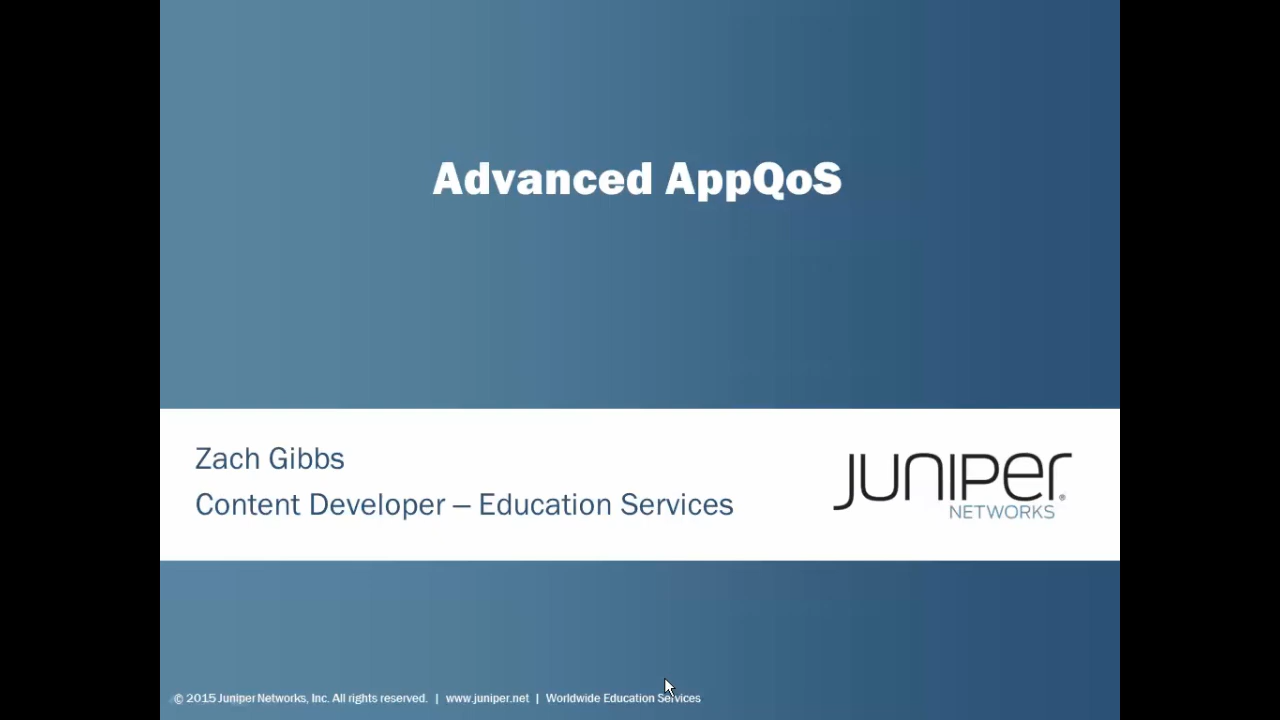 Advanced AppQoS
Zach Gibbs
Content Developer – Education Services
JUNIPEr®
NETWORKS
© 2015 Juniper Networks, Inc. All rights reserved. | www.juniper.net | Worldwide Education Services